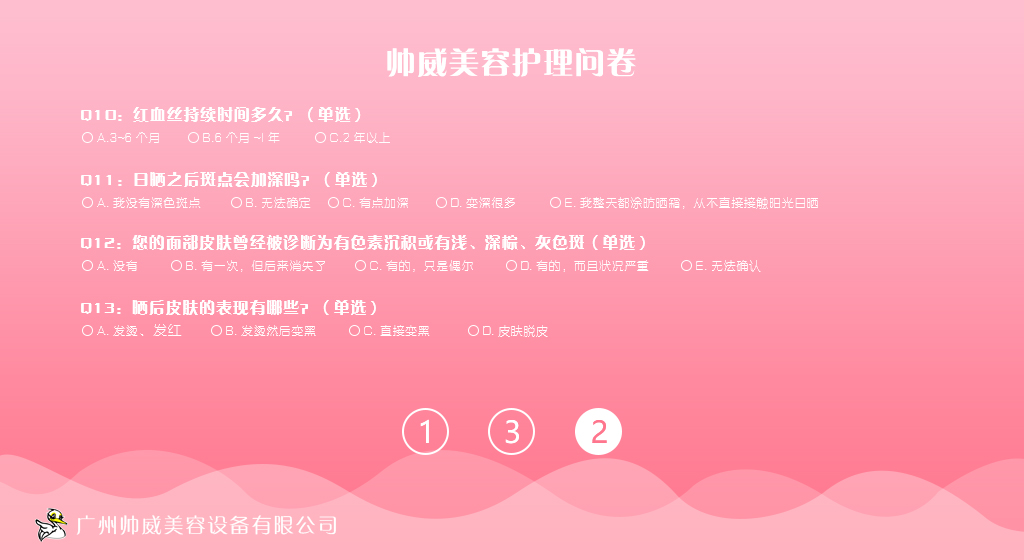 帅威美容护理问卷
Q10：红血丝持续时间多久？（单选）
A.3~6 个月 B.6 个月 ~1 年 C.2 年以上
Q11：日晒之后斑点会加深吗？（单选）
A. 我没有深色斑点 B. 无法确定 C. 有点加深 D. 变深很多 E. 我整天都涂防晒霜，从不直接接触阳光日晒
Q12：您的面部皮肤曾经被诊断为有色素沉积或有浅、深棕、灰色斑（单选）
A. 没有 B. 有一次，但后来消失了 C. 有的，只是偶尔 D. 有的，而且状况严重 E. 无法确认
Q13：晒后皮肤的表现有哪些？（单选）
A. 发烫、发红 B. 发烫然后变黑 C. 直接变黑 D. 皮肤脱皮
1 3 2
广州帅威美容设备有限公司